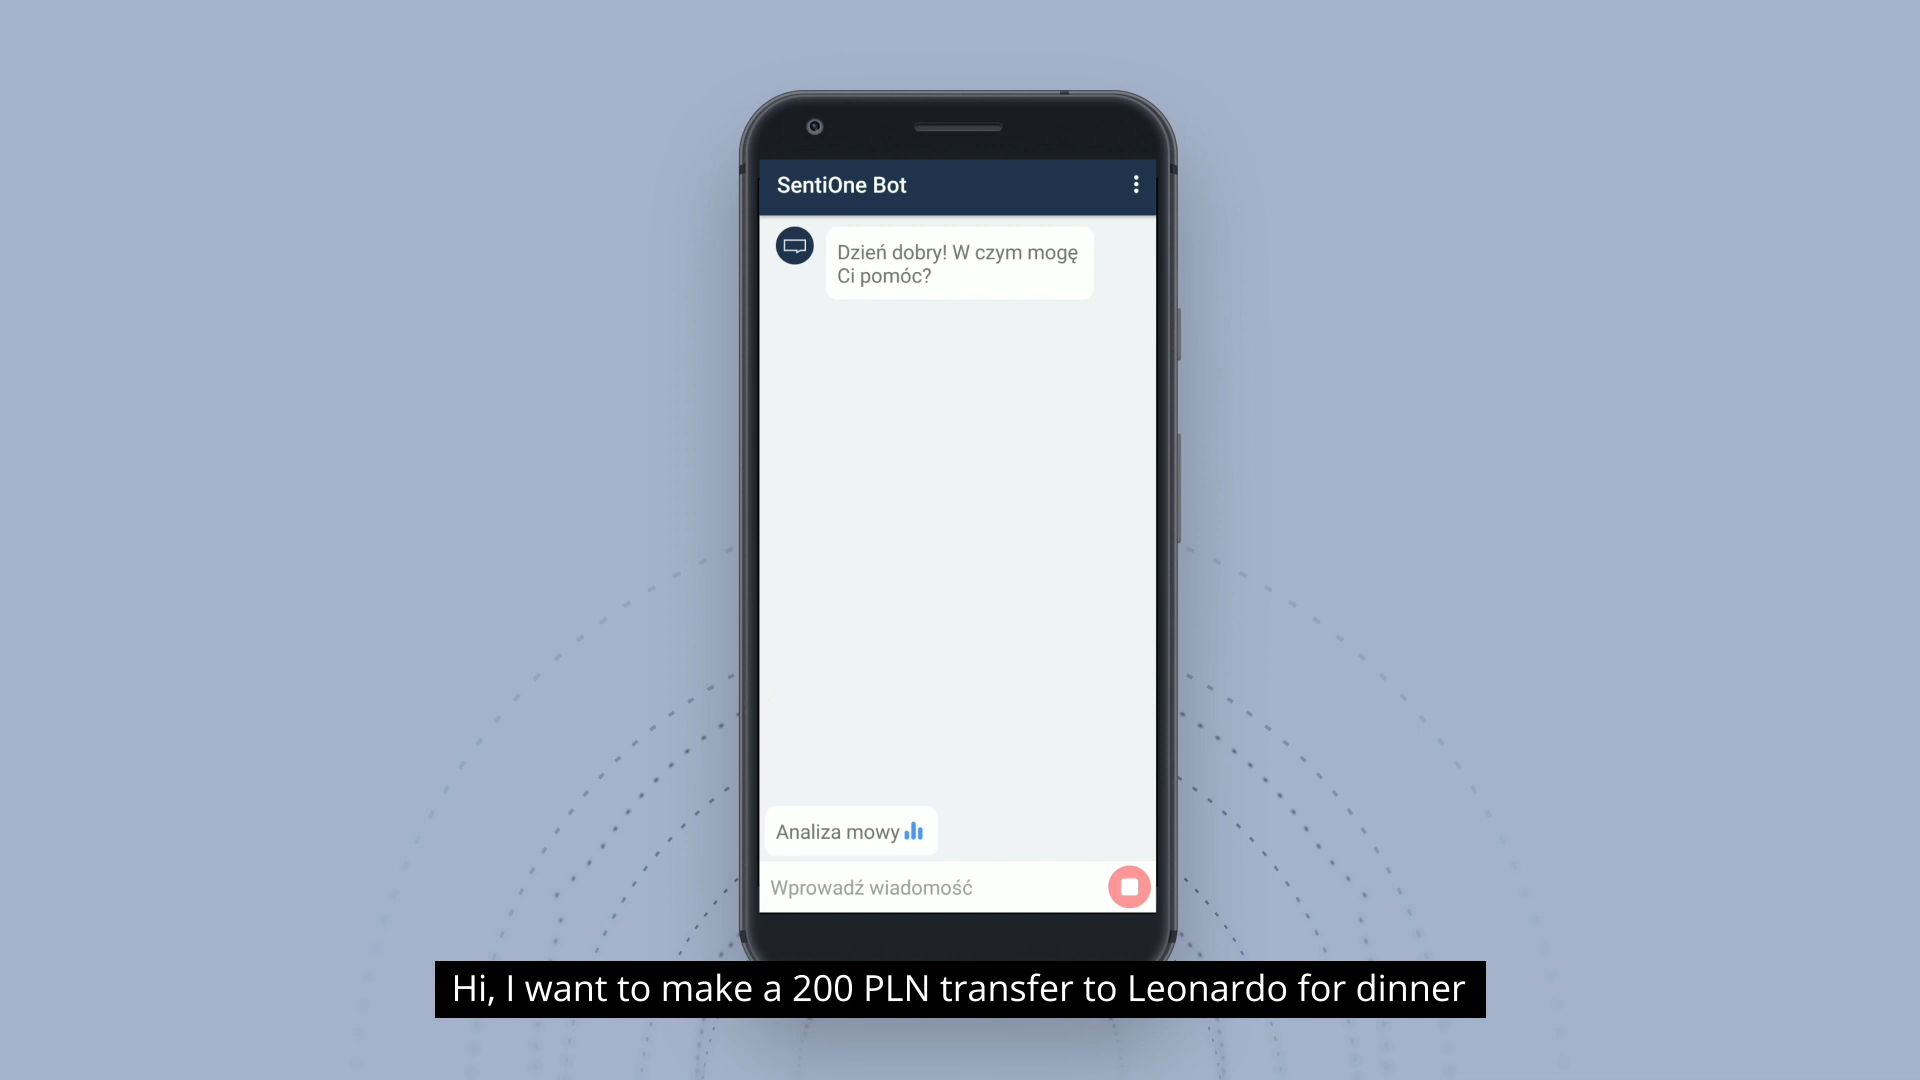 SentiOne Bot
Dzień dobry! W czym mogę
Ci pomóc?
Analiza mowy
Wprowadź wiadomość
Hi, I want to make a 200 PLN transfer to Leonardo for dinner